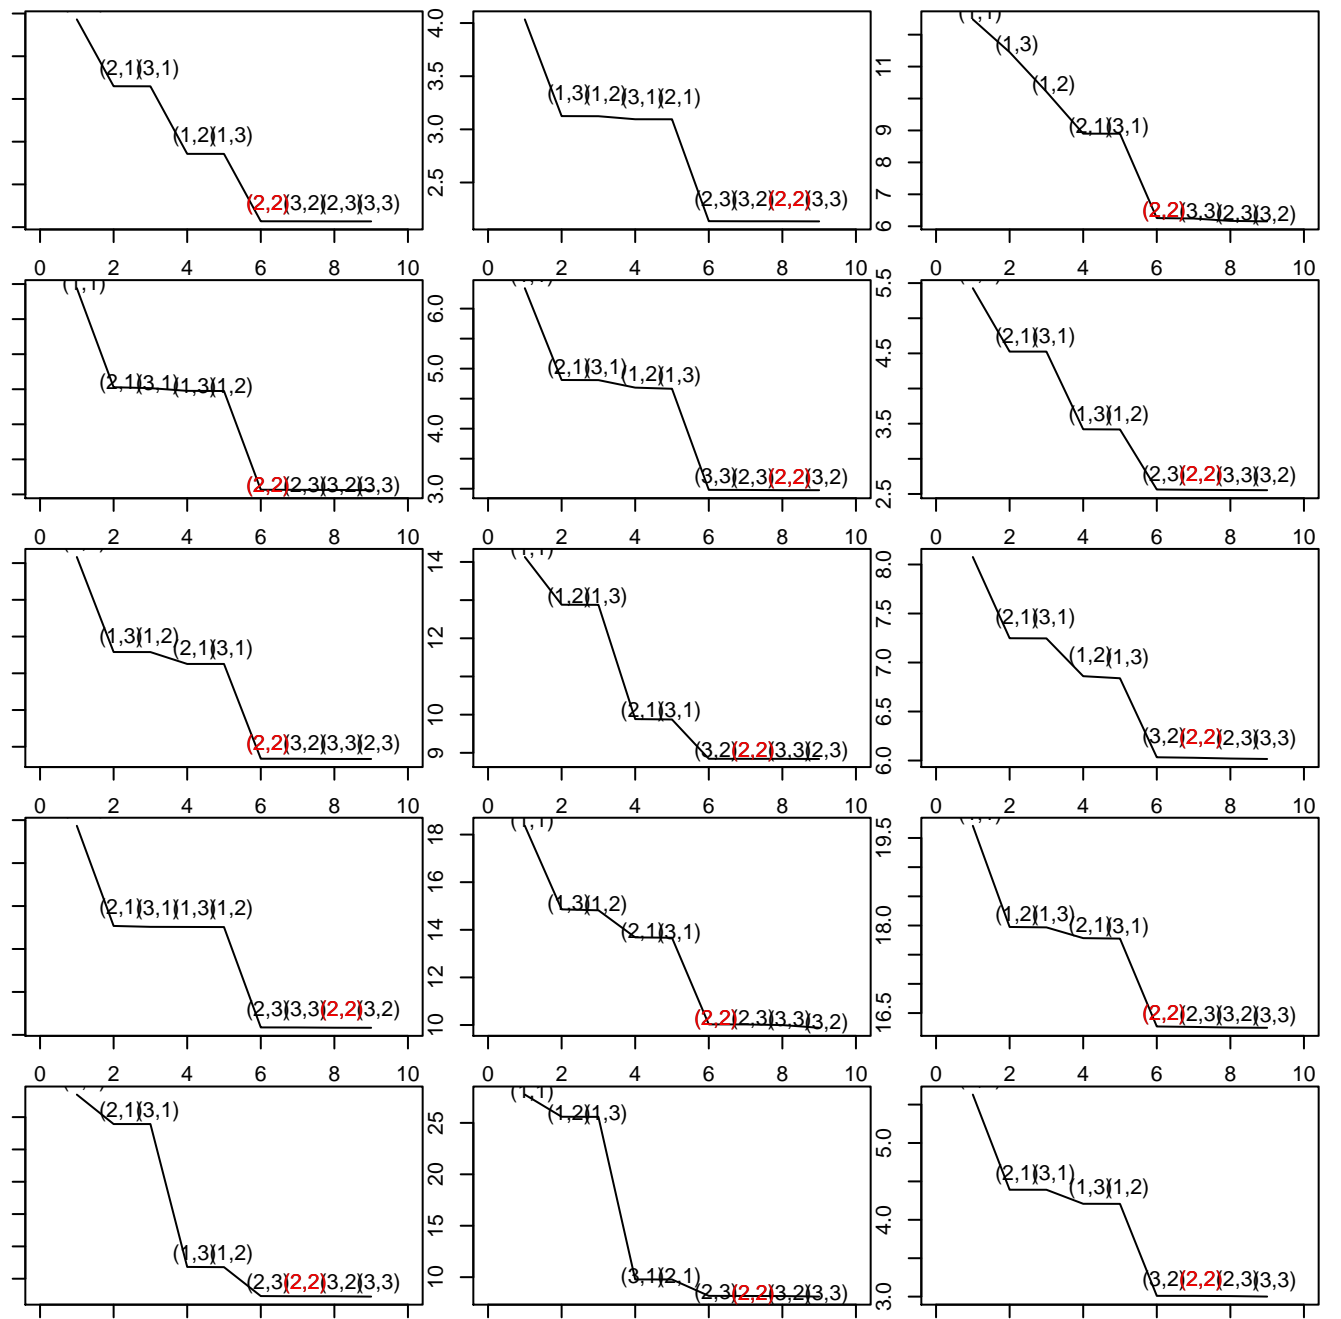 4.0
3.5
3.0
2.5
(2,1) (3,1)
(1,2) (1,3)
(2,2) (3,2) (2,3) (3,3)
(1,3) (1,2) (3,1) (2,1)
(2,3) (3,2) (2,2) (3,3)
11
9
8
7
6
(1,1)
(1,3)
(1,2)
(2,1) (3,1)
(2,2) (3,3) (2,3) (3,2)
0 2 4 6 8 10 0 2 4 6 8 10 0 2 4 6 8 10
(1,1)
(2,1) (3,1) (1,3) (1,2)
(2,2) (2,3) (3,2) (3,3)
6.0
5.0
4.0
3.0
(2,1) (3,1) (1,2) (1,3)
(3,3) (2,3) (2,2) (3,2)
5.5
4.5
3.5
2.5
(2,1) (3,1)
(1,3) (1,2)
(2,3) (2,2) (3,3) (3,2)
0 2 4 6 8 10 0 2 4 6 8 10 0 2 4 6 8 10
(1,3) (1,2) (2,1) (3,1)
(2,2) (3,2) (3,3) (2,3)
14
12
10
9
(1,1)
(1,2) (1,3)
(2,1) (3,1)
(3,2) (2,2) (3,3) (2,3)
8.0
7.5
7.0
6.5
6.0
(2,1) (3,1)
(1,2) (1,3)
(3,2) (2,2) (2,3) (3,3)
0 2 4 6 8 10 0 2 4 6 8 10 0 2 4 6 8 10
(2,1) (3,1) (1,3) (1,2)
(2,3) (3,3) (2,2) (3,2)
18
16
14
12
10
(1,1)
(1,3) (1,2)
(2,1) (3,1)
(2,2) (2,3) (3,3) (3,2)
19.5
18.0
16.5
(1,2) (1,3) (2,1) (3,1)
(2,2) (2,3) (3,2) (3,3)
0 2 4 6 8 10 0 2 4 6 8 10 0 2 4 6 8 10
(2,1) (3,1)
(1,3) (1,2)
(2,3) (2,2) (3,2) (3,3)
25
20
15
10
(1,1)
(1,2) (1,3)
(3,1) (2,1)
(2,3) (2,2) (3,2) (3,3)
5.0
4.0
3.0
(2,1) (3,1)
(1,3) (1,2)
(3,2) (2,2) (2,3) (3,3)